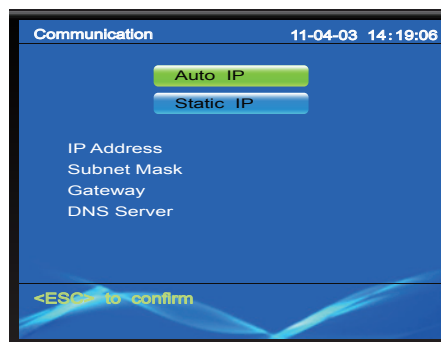 Communication 11-04-03 14:19:06
Auto IP
Static IP
IP Address
Subnet Mask
Gateway
DNS Server
<ESC> to confirm